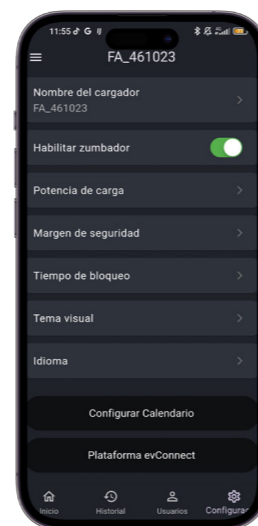 11:55
FA_461023
Nombre del cargador
FA_461023
Habilitar zumbador
Potencia de carga
Margen de seguridad
Tiempo de bloqueo
Tema visual
Idioma
Configurar Calendario
Plataforma evConnect
Inicio Historial Usuarios Configurac